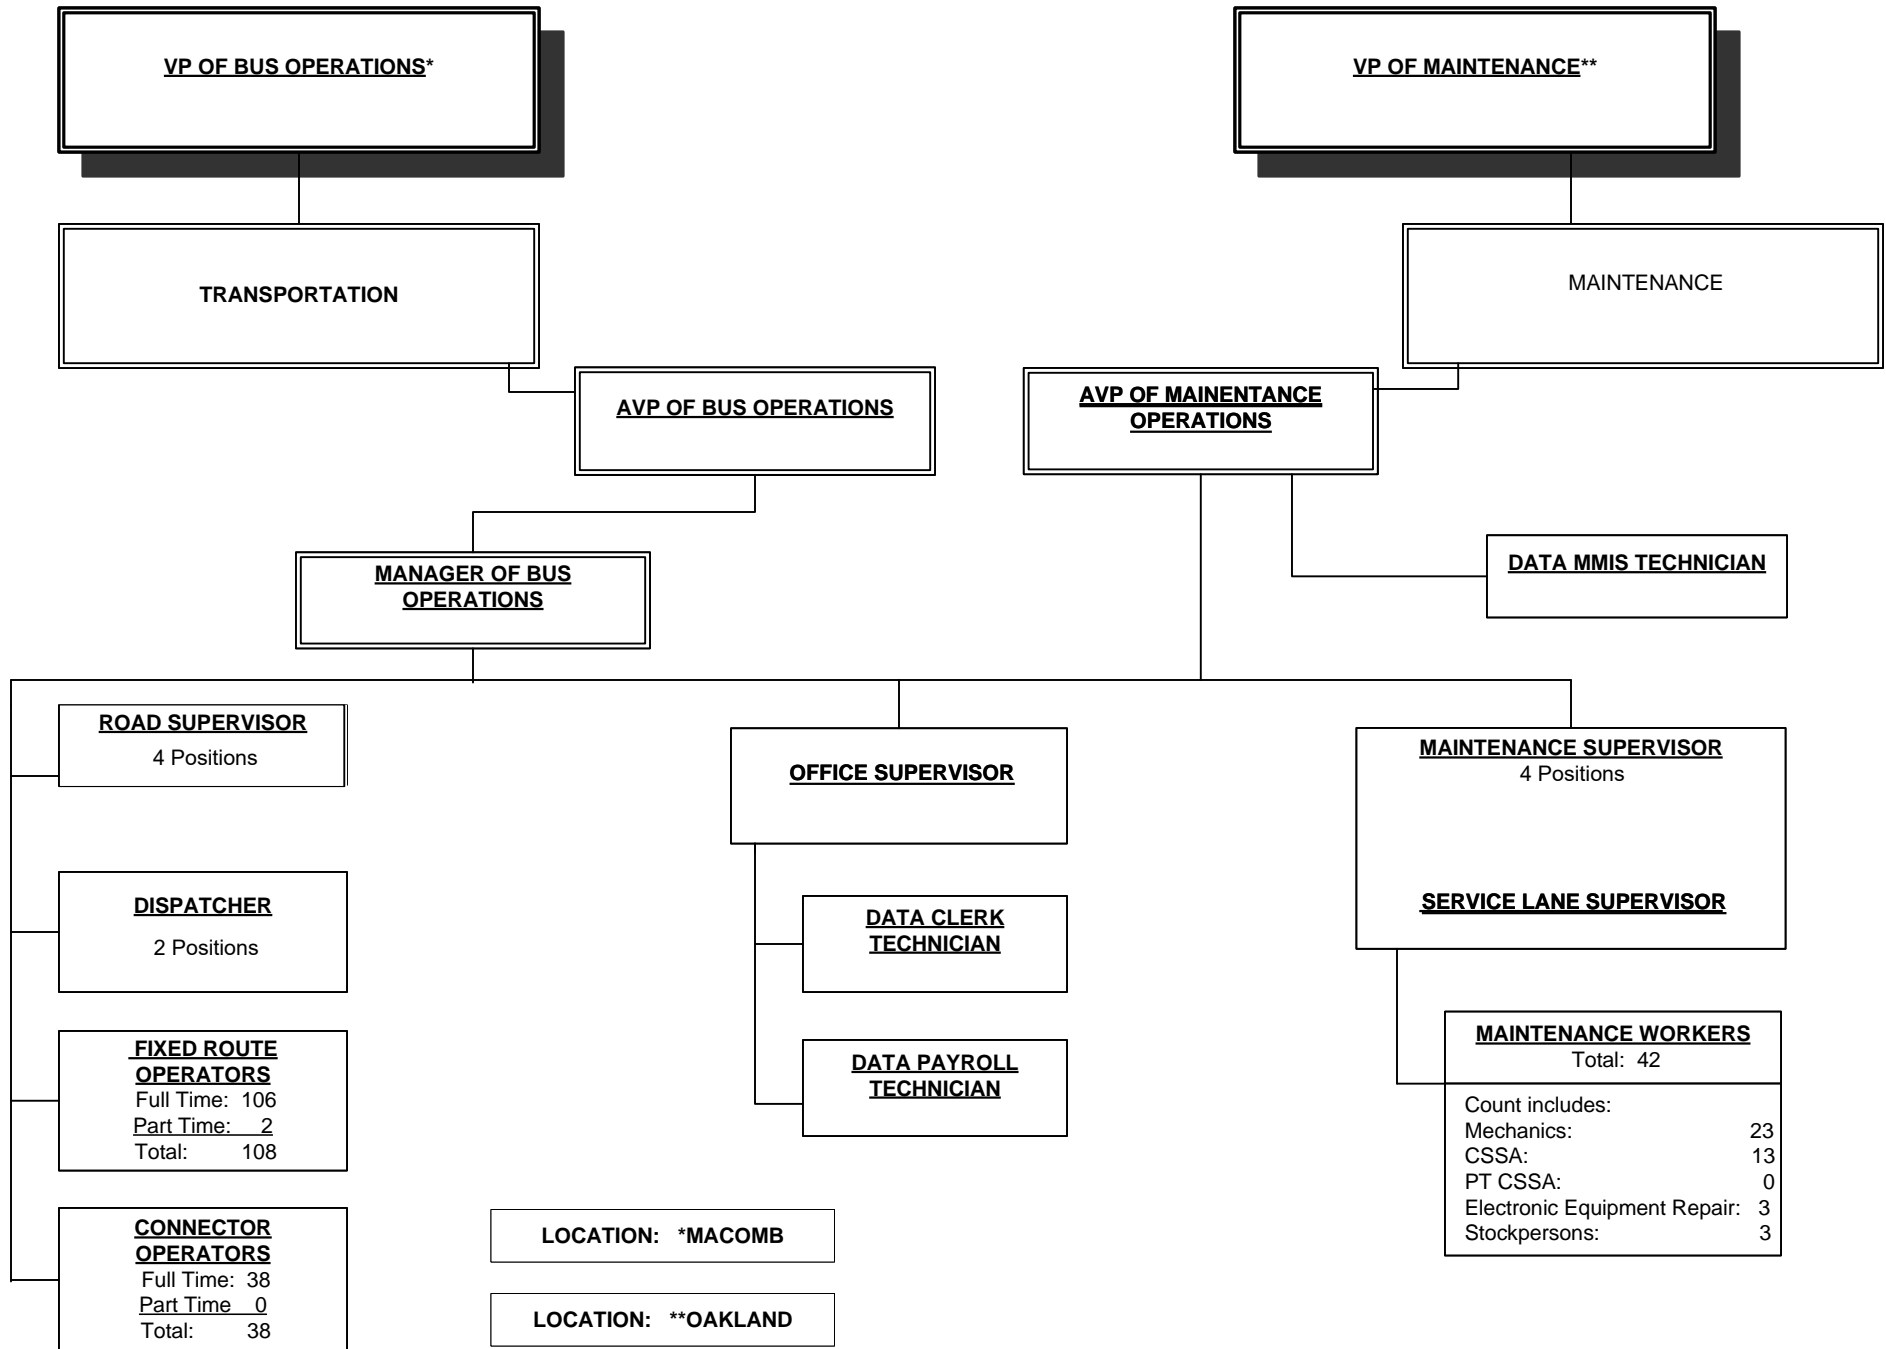 VP OF BUS OPERATIONS*
VP OF MAINTENANCE**
TRANSPORTATION
MAINTENANCE
AVP OF BUS OPERATIONS
AVP OF MAINENTANCE
OPERATIONS
MANAGER OF BUS
OPERATIONS
DATA MMIS TECHNICIAN
ROAD SUPERVISOR
4 Positions
DISPATCHER
2 Positions
FIXED ROUTE
OPERATORS
Full Time: 106
Part Time: 2
Total: 108
CONNECTOR
OPERATORS
Full Time: 38
Part Time 0
Total: 38
OFFICE SUPERVISOR
DATA CLERK
TECHNICIAN
DATA PAYROLL
TECHNICIAN
LOCATION: *MACOMB
LOCATION: **OAKLAND
MAINTENANCE SUPERVISOR
4 Positions
SERVICE LANE SUPERVISOR
MAINTENANCE WORKERS
Total: 42
Count includes:
Mechanics: 23
CSSA: 13
PT CSSA: 0
Electronic Equipment Repair: 3
Stockpersons: 3